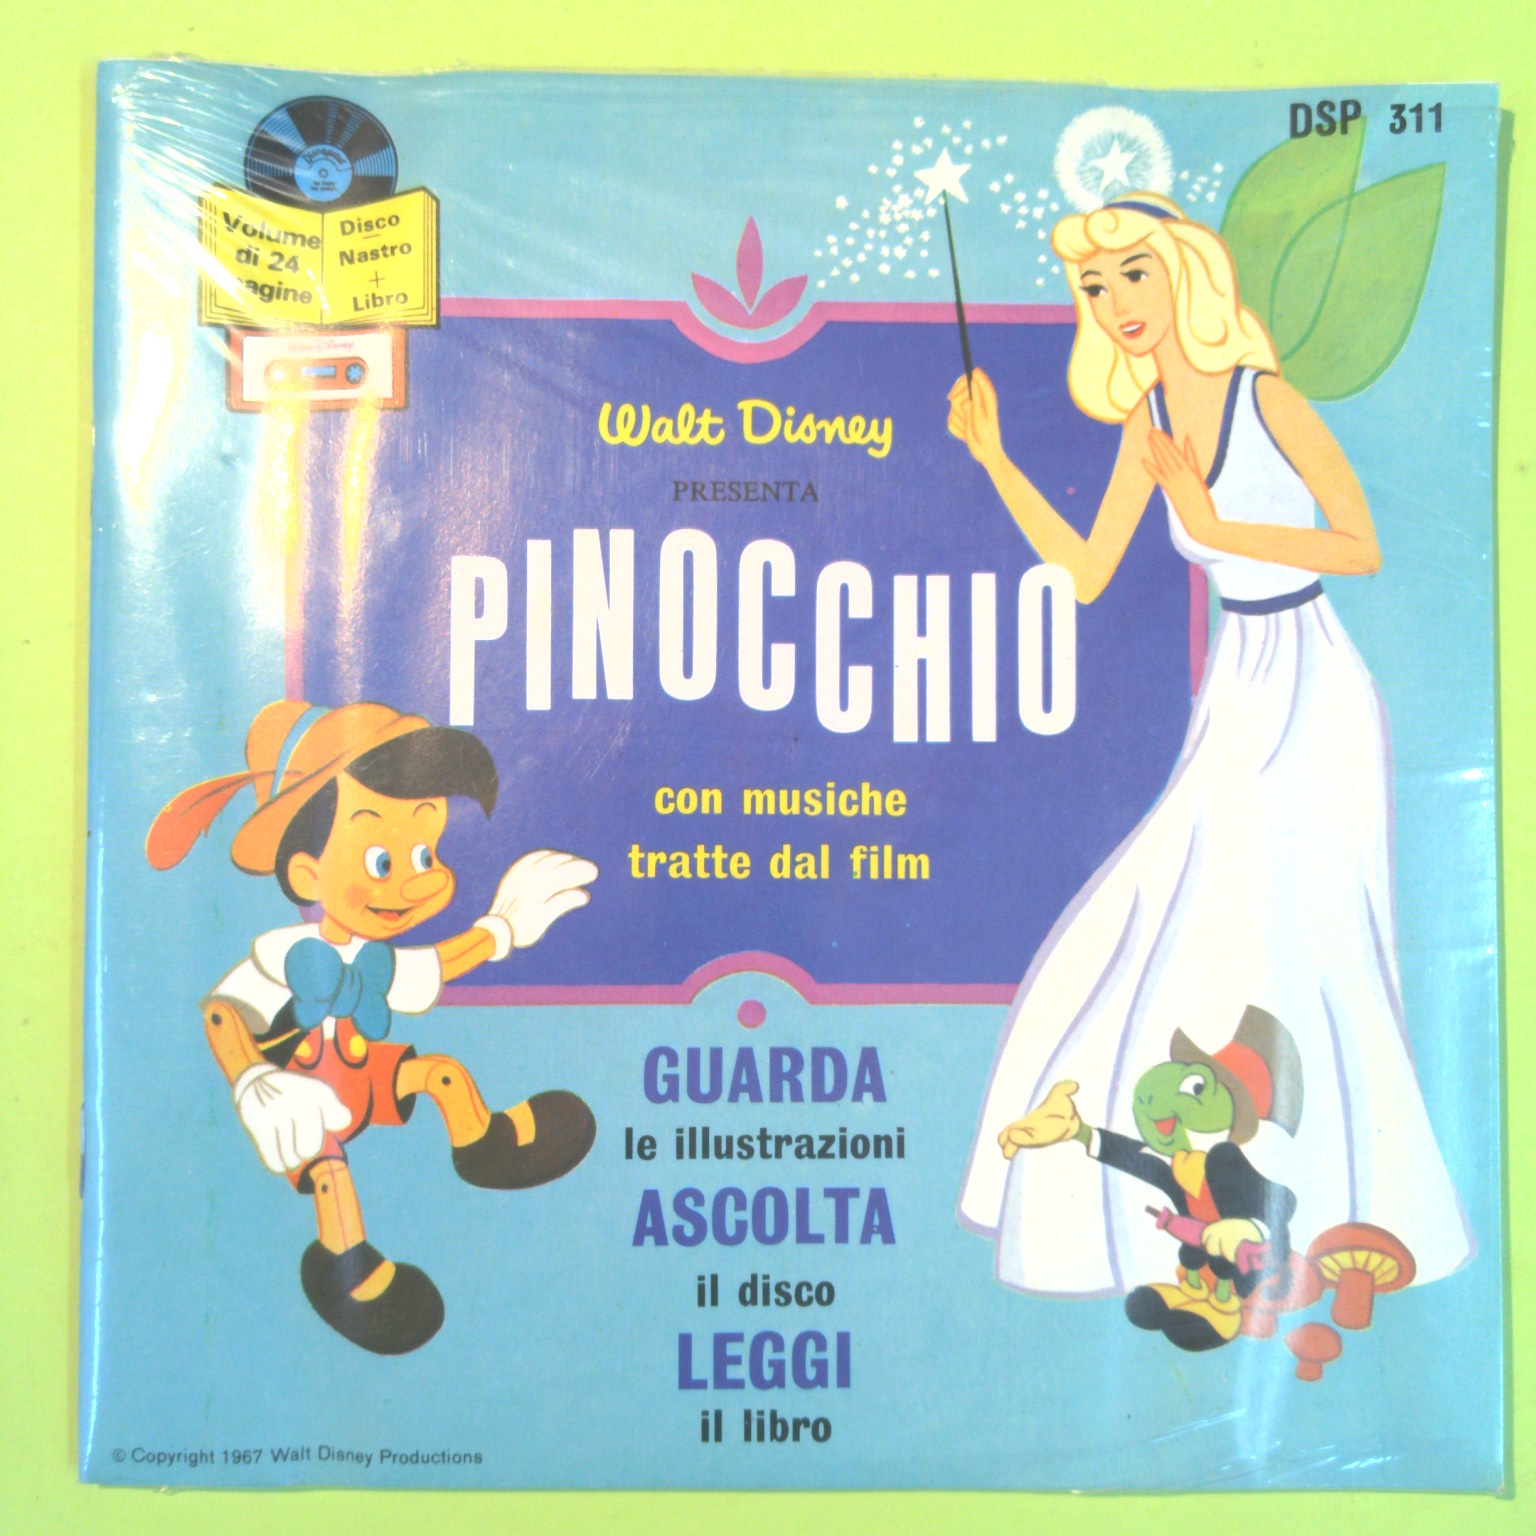 DSP 311
Volume
di 24
pagine
Disco
Nastro
+
Libro
Walt Disney
PRESENTA
PINOCCHIO
con musiche
tratte dal film
GUARDA
le illustrazioni
ASCOLTA
il disco
LEGGI
il libro
© Copyright 1967 Walt Disney Productions